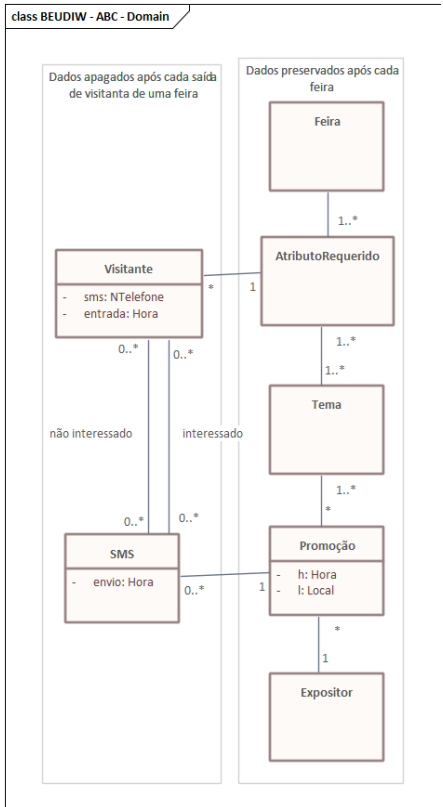 class BEUDIW - ABC - Domain
Dados apagados após cada saída
de visitanta de uma feira
Dados preservados após cada
feira
Feira
1..*
AtributoRequerido
Visitante
- sms: NTelefone
- entrada: Hora
*
1
0..*
0..*
1..*
1..*
Tema
não interessado
interessado
1..*
*
0..*
0..*
SMS
- envio: Hora
0..*
1
Promoção
- h: Hora
- l: Local
*
1
Expositor